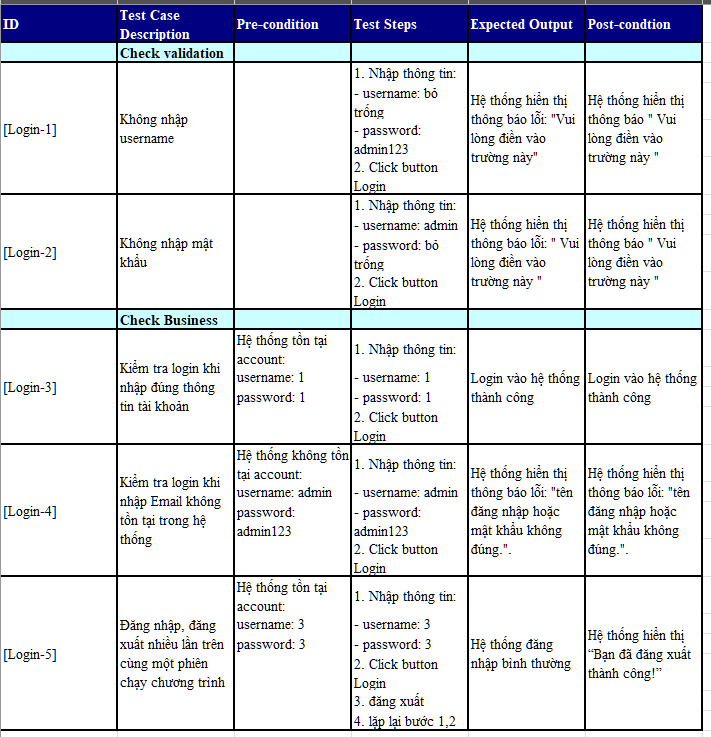 ID
Test Case
Description
Pre-condition
Test Steps
Expected Output
Post-condtion
Check validation
[Login-1]
Không nhập
username
1. Nhập thông tin:
- username: bỏ
trống
- password:
admin123
2. Click button
Login
Hệ thống hiển thị
thông báo lỗi: "Vui
lòng điền vào
trường này"
Hệ thống hiển thị
thông báo " Vui
lòng điền vào
trường này "
[Login-2]
Không nhập mật
khẩu
1. Nhập thông tin:
- username: admin
- password: bỏ
trống
2. Click button
Login
Hệ thống hiển thị
thông báo lỗi: " Vui
lòng điền vào
trường này "
Hệ thống hiển thị
thông báo " Vui
lòng điền vào
trường này "
Check Business
[Login-3]
Kiểm tra login khi
nhập đúng thông
tin tài khoản
Hệ thống tồn tại
account:
username: 1
password: 1
1. Nhập thông tin:
- username: 1
- password: 1
2. Click button
Login
Login vào hệ thống
thành công
Login vào hệ thống
thành công
[Login-4]
Kiểm tra login khi
nhập Email không
tồn tại trong hệ
thống
Hệ thống không tồn
tại account:
username: admin
password:
admin123
1. Nhập thông tin:
- username: admin
- password:
admin123
2. Click button
Login
Hệ thống hiển thị
thông báo lỗi: "tên
đăng nhập hoặc
mật khẩu không
đúng.".
Hệ thống hiển thị
thông báo lỗi: "tên
đăng nhập hoặc
mật khẩu không
đúng.".
[Login-5]
Đăng nhập, đăng
xuất nhiều lần trên
cùng một phiên
chạy chương trình
Hệ thống tồn tại
account:
username: 3
password: 3
1. Nhập thông tin:
- username: 3
- password: 3
2. Click button
Login
3. đăng xuất
4. lặp lại bước 1,2
Hệ thống đăng
nhập bình thường
Hệ thống hiển thị
“Bạn đã đăng xuất
thành công!”